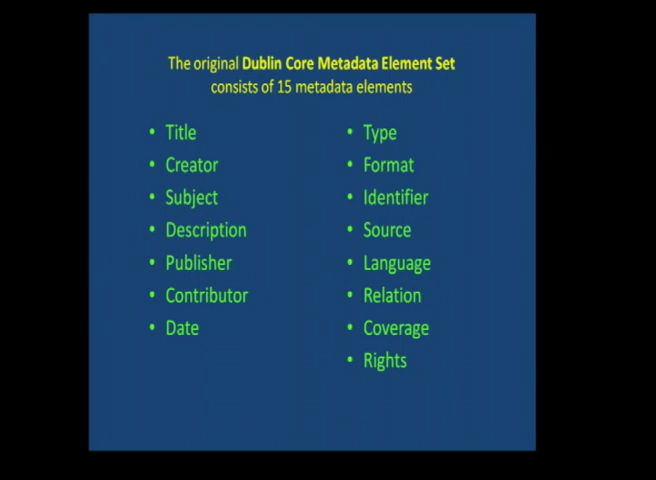 The original Dublin Core Metadata Element Set
consists of 15 metadata elements
• Title
• Creator
• Subject
• Description
• Publisher
• Contributor
• Date
• Type
• Format
• Identifier
• Source
• Language
• Relation
• Coverage
• Rights